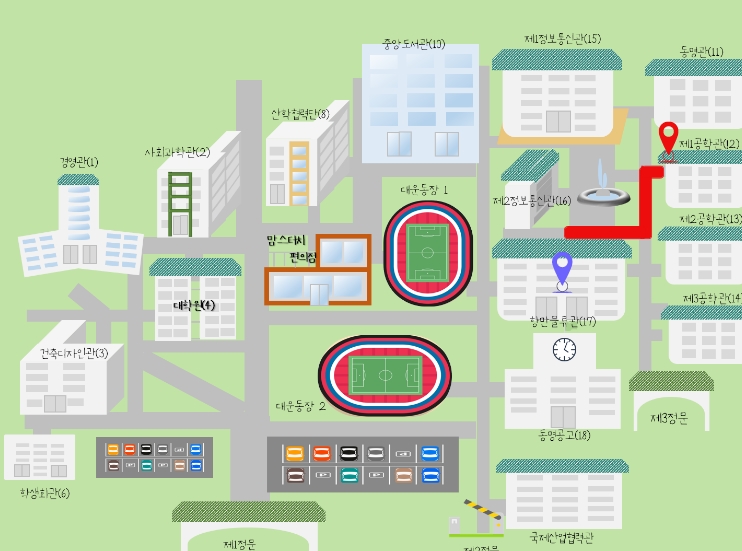 중앙도서관(10)
제1정보통신관(15)
동명관(11)
산학협력단(8)
제1공학관(12)
사회과학관(2)
경영관(1)
대운동장 1
제2정보통신관(16)
제2공학관(13)
맘스터치
편의점
대학원(4)
제3공학관(14)
항만물류관(17)
건축디자인관(3)
대운동장 2
제3정문
동명공고(18)
학생회관(6)
국제산업협력관
제1정문
제2정문